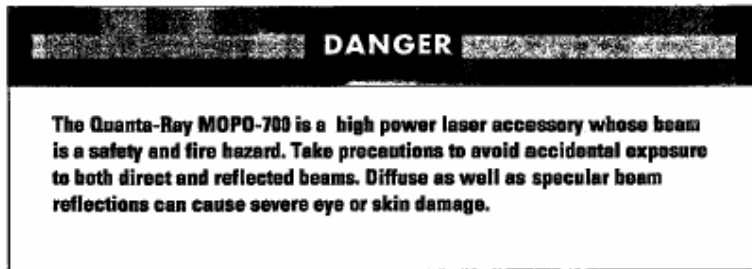 DANGER
The Quanta-Ray MOPO-700 is a high power laser accessory whose beam
is a safety and fire hazard. Take precautions to avoid accidental exposure
to both direct and reflected beams. Diffuse as well as specular beam
reflections can cause severe eye or skin damage.